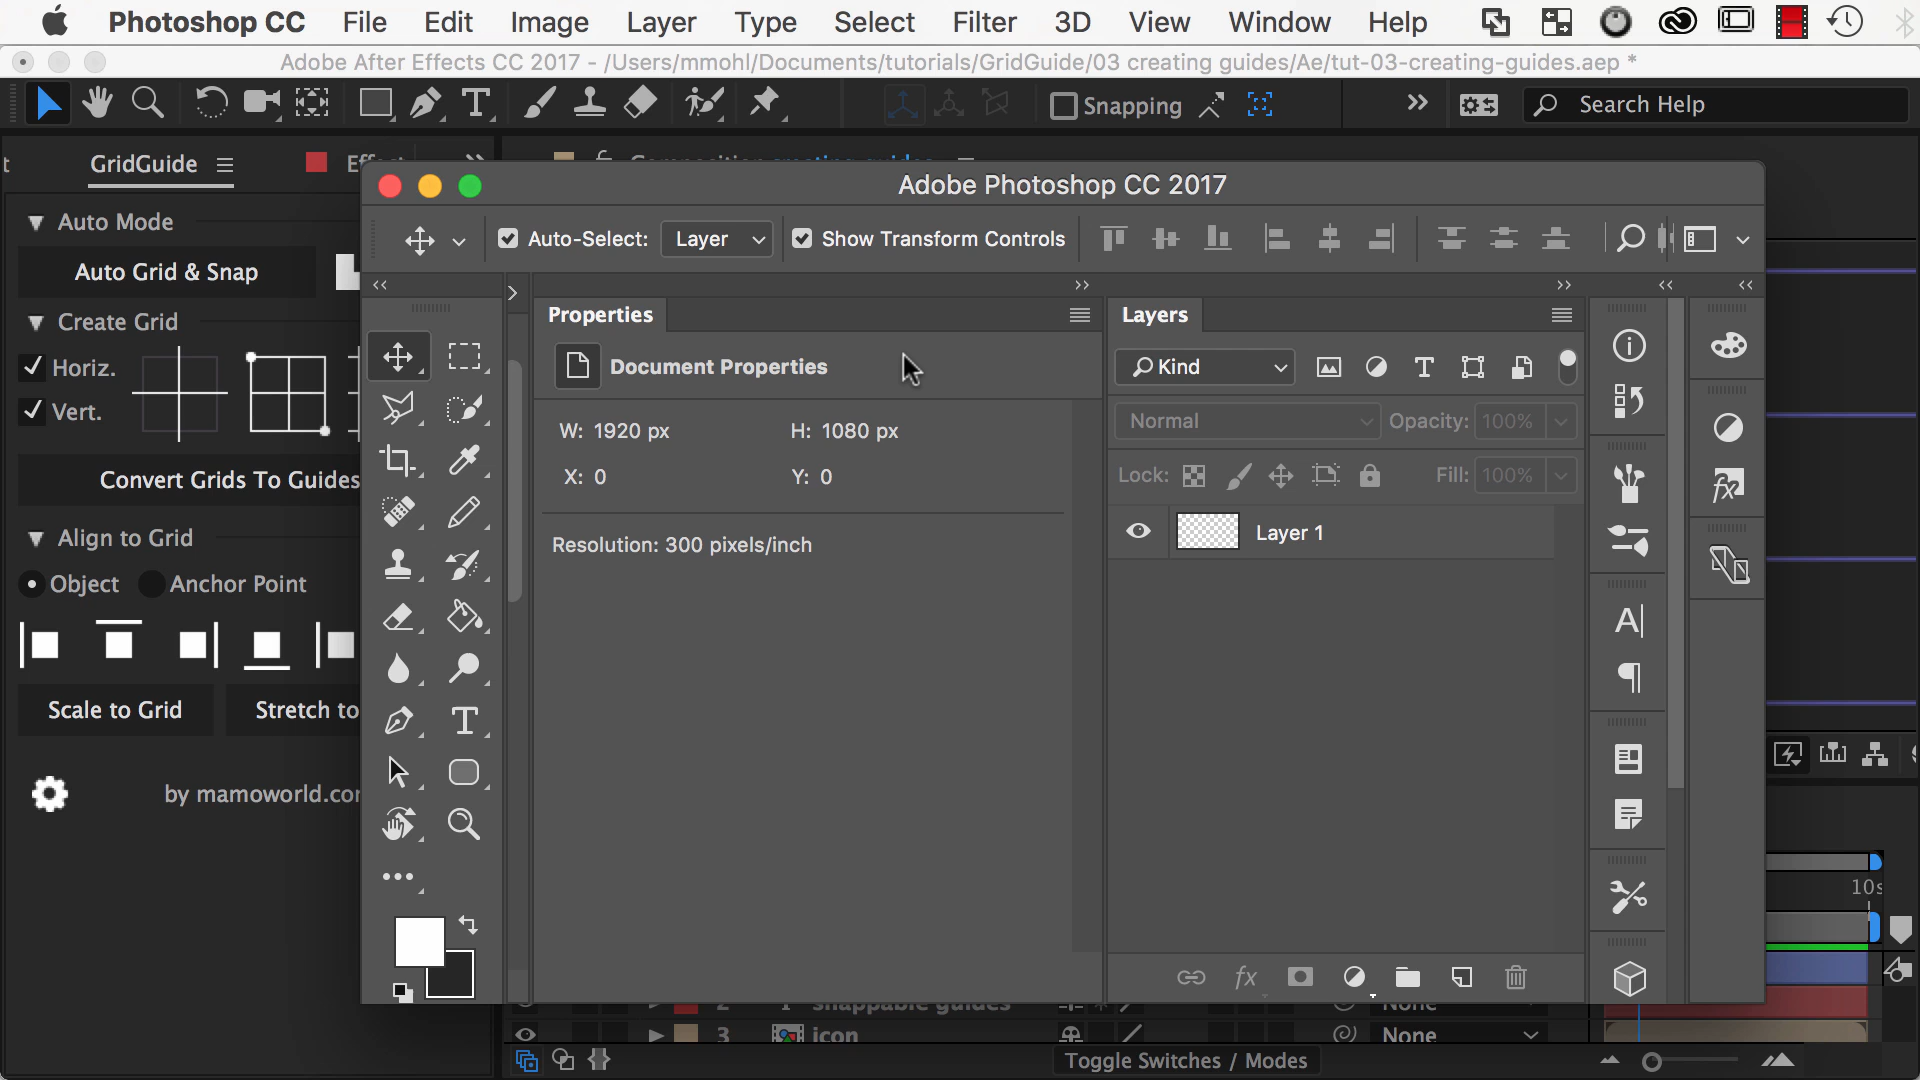 Photoshop CC File Edit Image Layer Type Select Filter 3D View Window Help
Adobe After Effects CC 2017 - /Users/mmohl/Documents/tutorials/GridGuide/03 creating guides/Ae/tut-03-creating-guides.aep *
Snapping
Search Help
GridGuide
Adobe Photoshop CC 2017
Auto Mode
Auto-Select: Layer Show Transform Controls
Auto Grid & Snap
Create Grid
Properties
Layers
Document Properties
Kind
Horiz.
Vert.
W: 1920 px H: 1080 px
Normal Opacity: 100%
X: 0 Y: 0
Lock: Fill: 100%
Convert Grids To Guides
Align to Grid
Resolution: 300 pixels/inch
Layer 1
Object Anchor Point
Scale to Grid Stretch to
by mamoworld.co
10s
2 snappable guides None
3 icon None
Toggle Switches / Modes